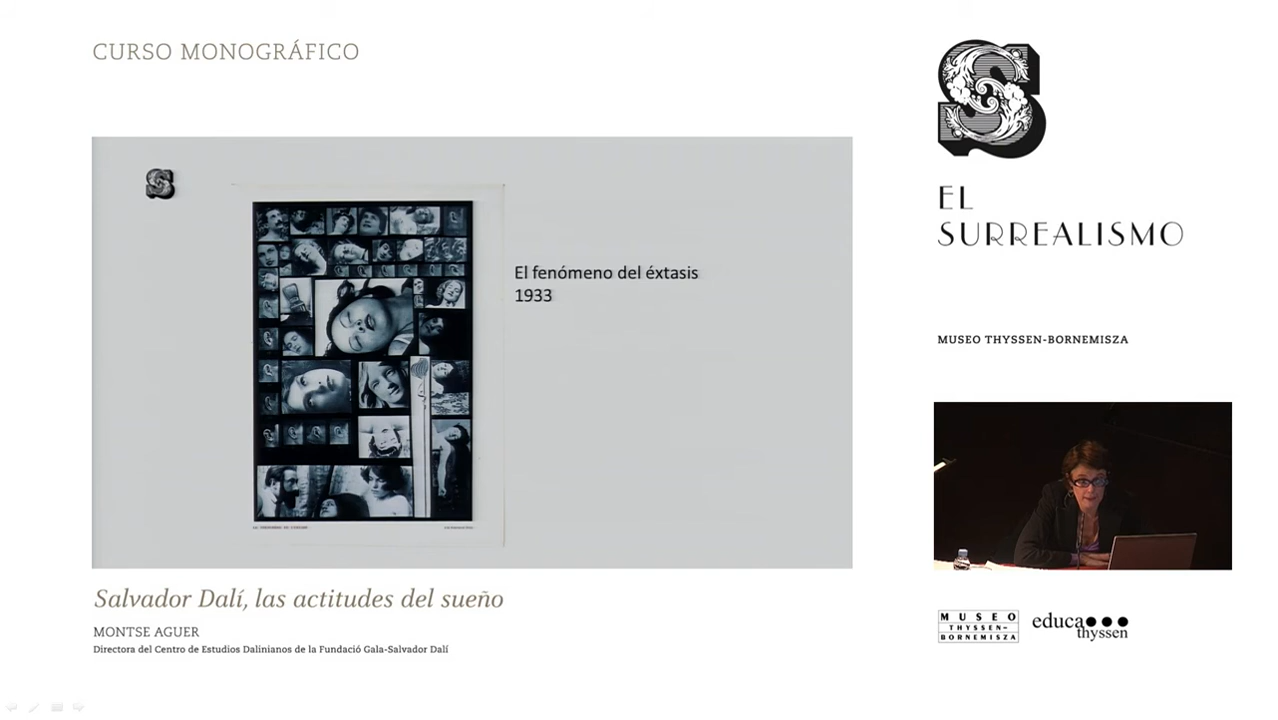 CURSO MONOGRÁFICO
El fenómeno del éxtasis
1933
Salvador Dalí, las actitudes del sueño
MONTSE AGUER
Directora del Centro de Estudios Dalinianos de la Fundació Gala-Salvador Dalí
S
EL
SURREALISMO
MUSEO THYSSEN-BORNEMISZA
MUSEO
THYSSEN-
BORNEMISZA
educa
thyssen